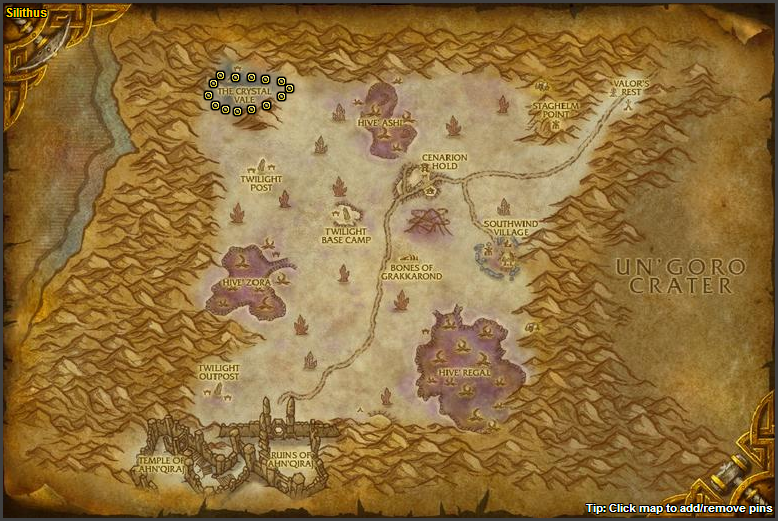 Silithus
THE CRYSTAL
VALE
VALOR'S
REST
STAGHELM
POINT
HIVE'ASHI
CENARION
HOLD
TWILIGHT
POST
TWILIGHT
BASE CAMP
SOUTHWIND
VILLAGE
BONES OF
GRAKKAROND
UN'GORO
CRATER
HIVE'ZORA
TWILIGHT
OUTPOST
HIVE'REGAL
TEMPLE OF
AHN'QIRAJ
RUINS OF
AHN'QIRAJ
Tip: Click map to add/remove pins